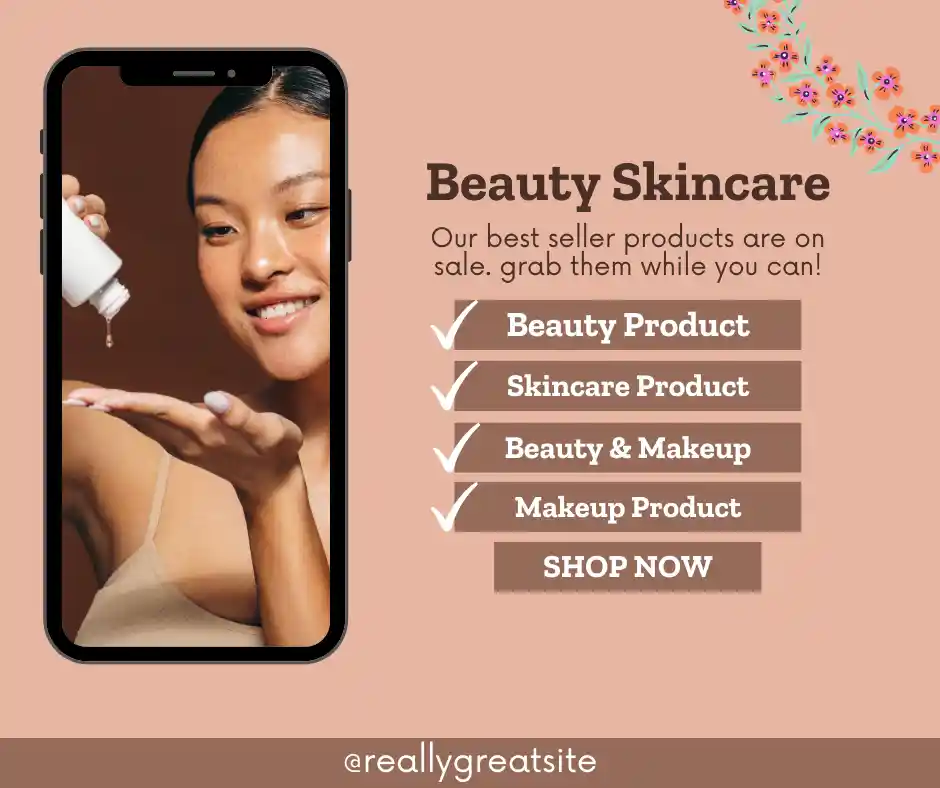 Beauty Skincare
Our best seller products are on
sale. grab them while you can!
Beauty Product
Skincare Product
Beauty & Makeup
Makeup Product
SHOP NOW
@reallygreatsite